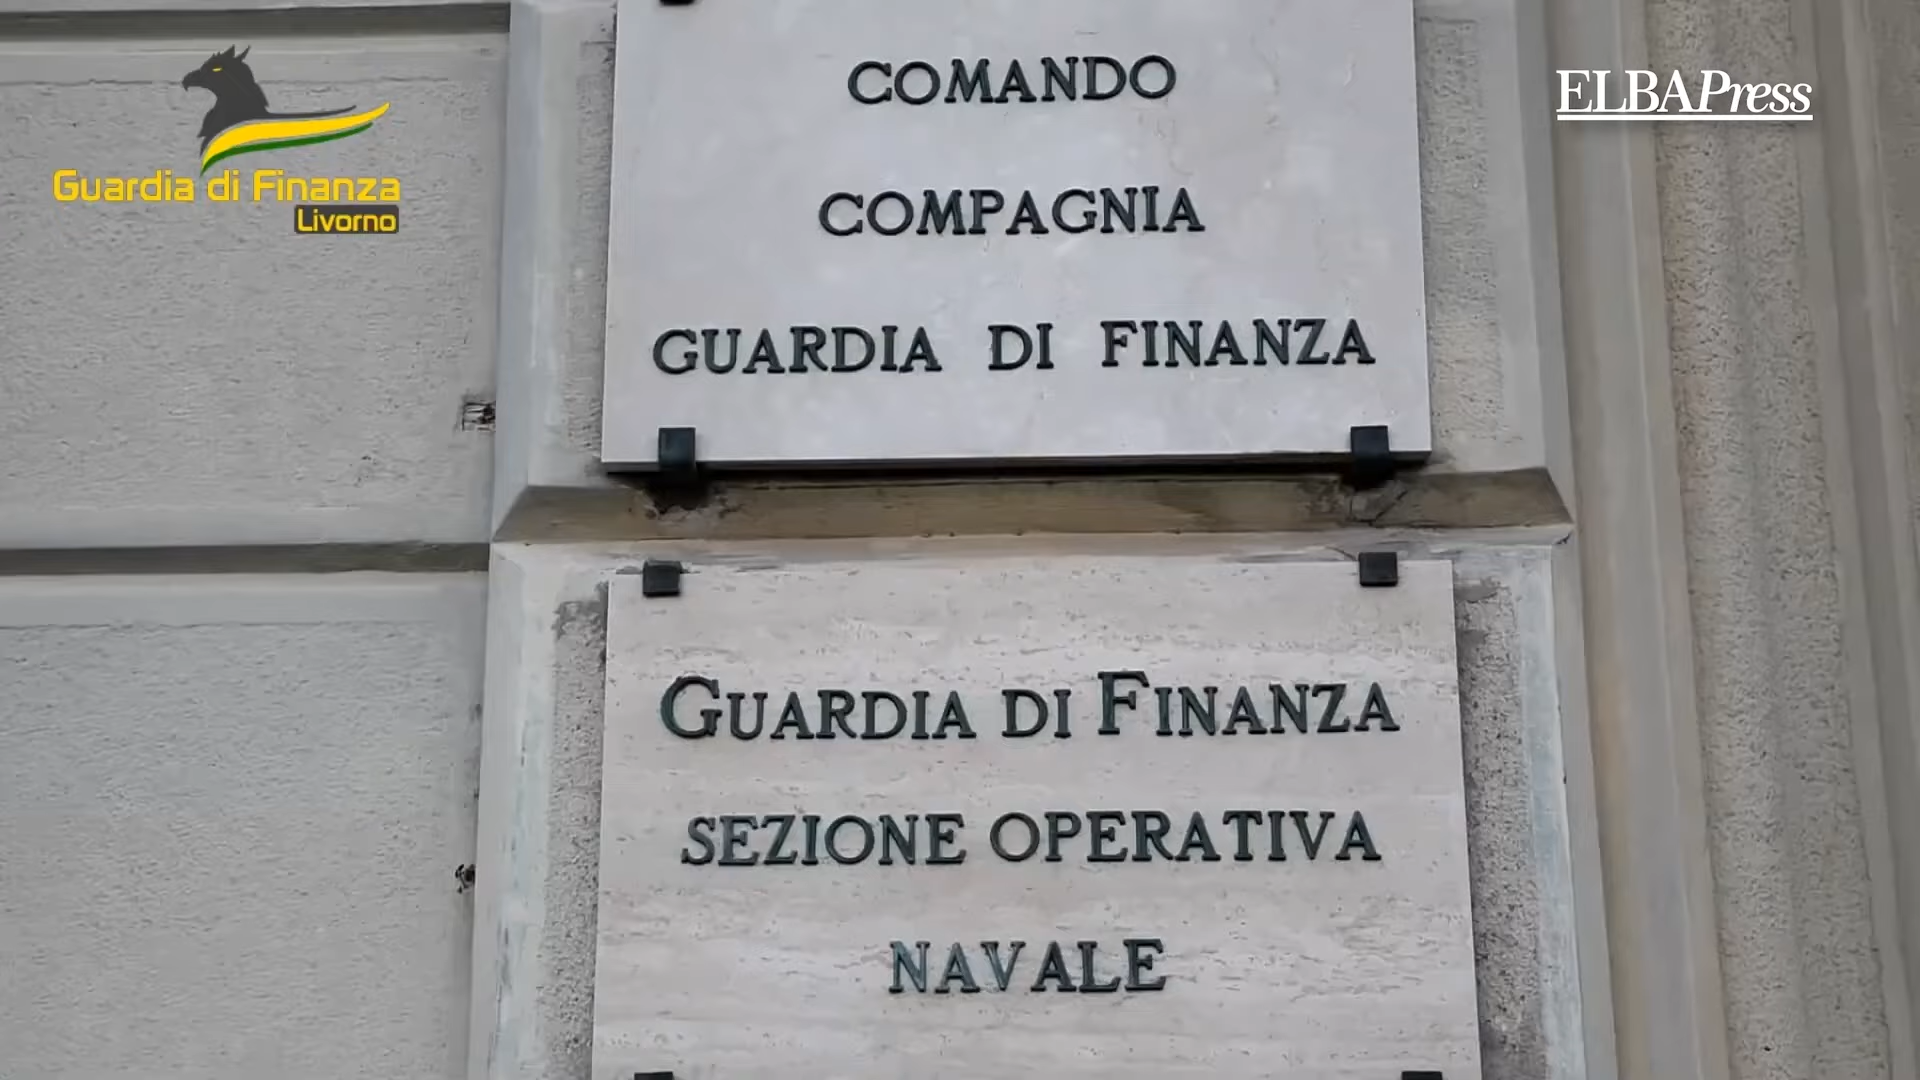 Guardia di Finanza
Livorno
ELBAPress
COMANDO
COMPAGNIA
GUARDIA DI FINANZA
GUARDIA DI FINANZA
SEZIONE OPERATIVA
NAVALE